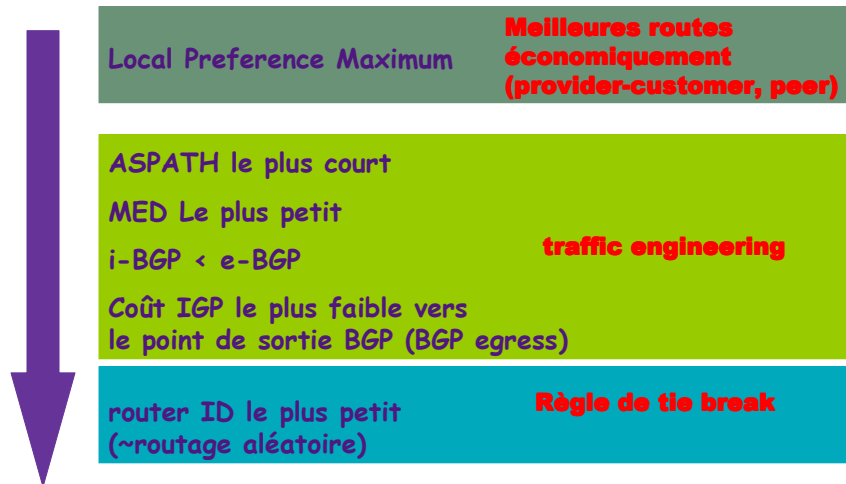 Local Preference Maximum
Meilleures routes
économiquement
(provider-customer, peer)
ASPATH le plus court
MED Le plus petit
i-BGP < e-BGP
traffic engineering
Coût IGP le plus faible vers
le point de sortie BGP (BGP egress)
router ID le plus petit
(~routage aléatoire)
Règle de tie break